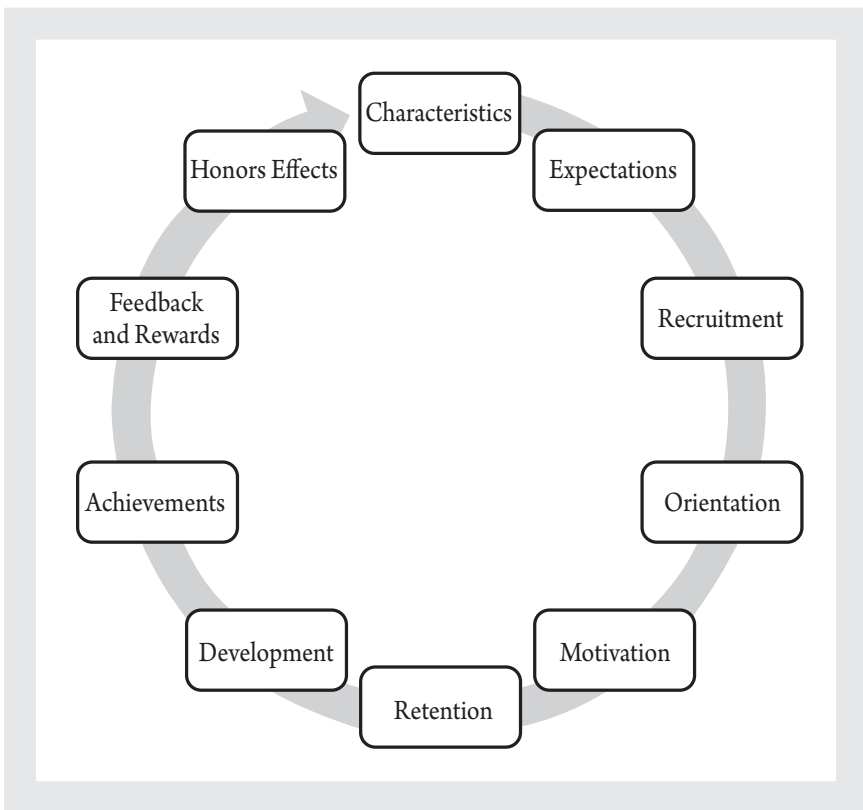 Characteristics
Expectations
Recruitment
Orientation
Motivation
Retention
Development
Achievements
Feedback
and Rewards
Honors Effects